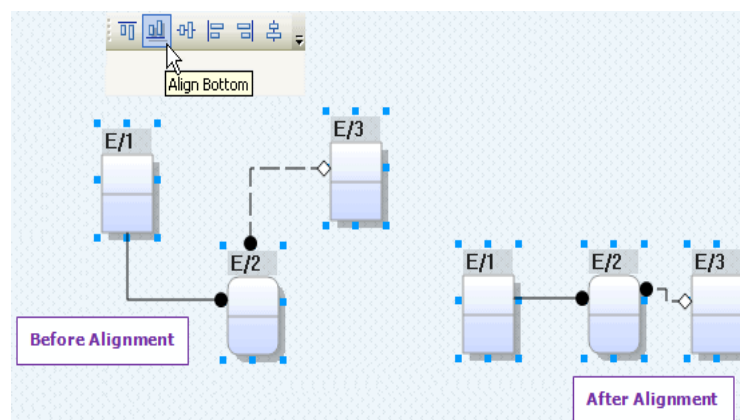 Align Bottom
E/1
E/3
E/2
E/1
E/2
E/3
Before Alignment
After Alignment